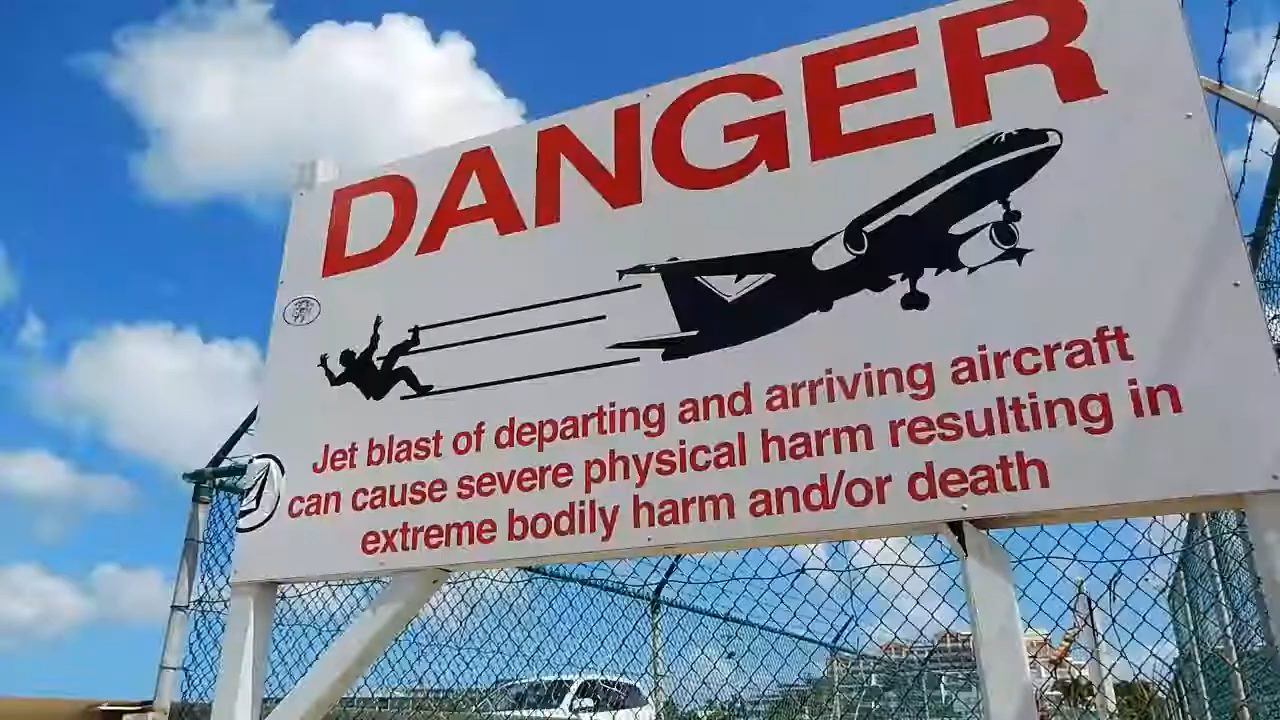 DANGER
Jet blast of departing and arriving aircraft
can cause severe physical harm resulting in
extreme bodily harm and/or death